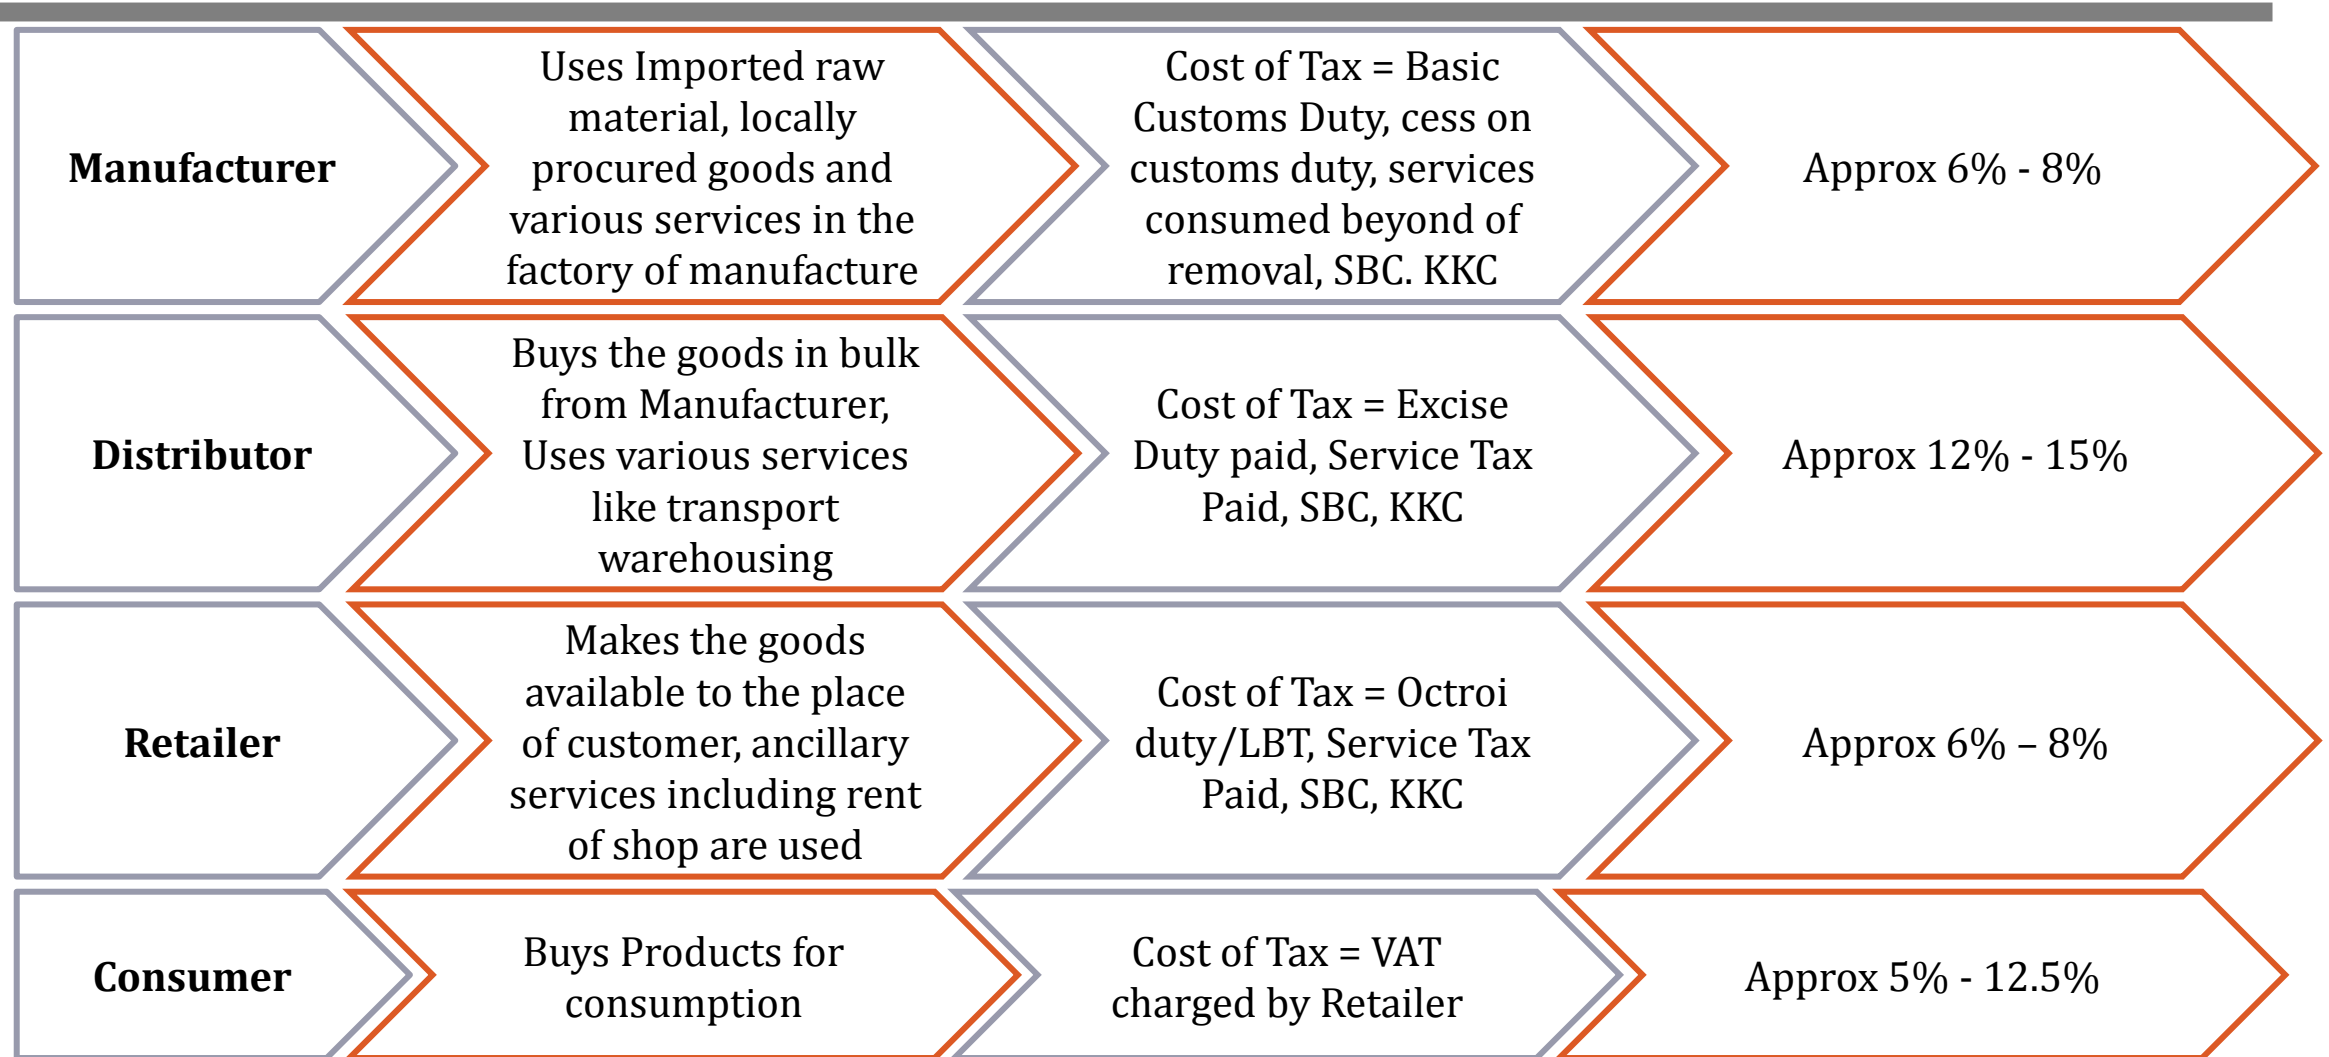 Manufacturer
Uses Imported raw
material, locally
procured goods and
various services in the
factory of manufacture
Cost of Tax = Basic
Customs Duty, cess on
customs duty, services
consumed beyond of
removal, SBC. KKC
Approx 6% - 8%
Distributor
Buys the goods in bulk
from Manufacturer,
Uses various services
like transport
warehousing
Cost of Tax = Excise
Duty paid, Service Tax
Paid, SBC, KKC
Approx 12% - 15%
Retailer
Makes the goods
available to the place
of customer, ancillary
services including rent
of shop are used
Cost of Tax = Octroi
duty/LBT, Service Tax
Paid, SBC, KKC
Approx 6% – 8%
Consumer
Buys Products for
consumption
Cost of Tax = VAT
charged by Retailer
Approx 5% - 12.5%